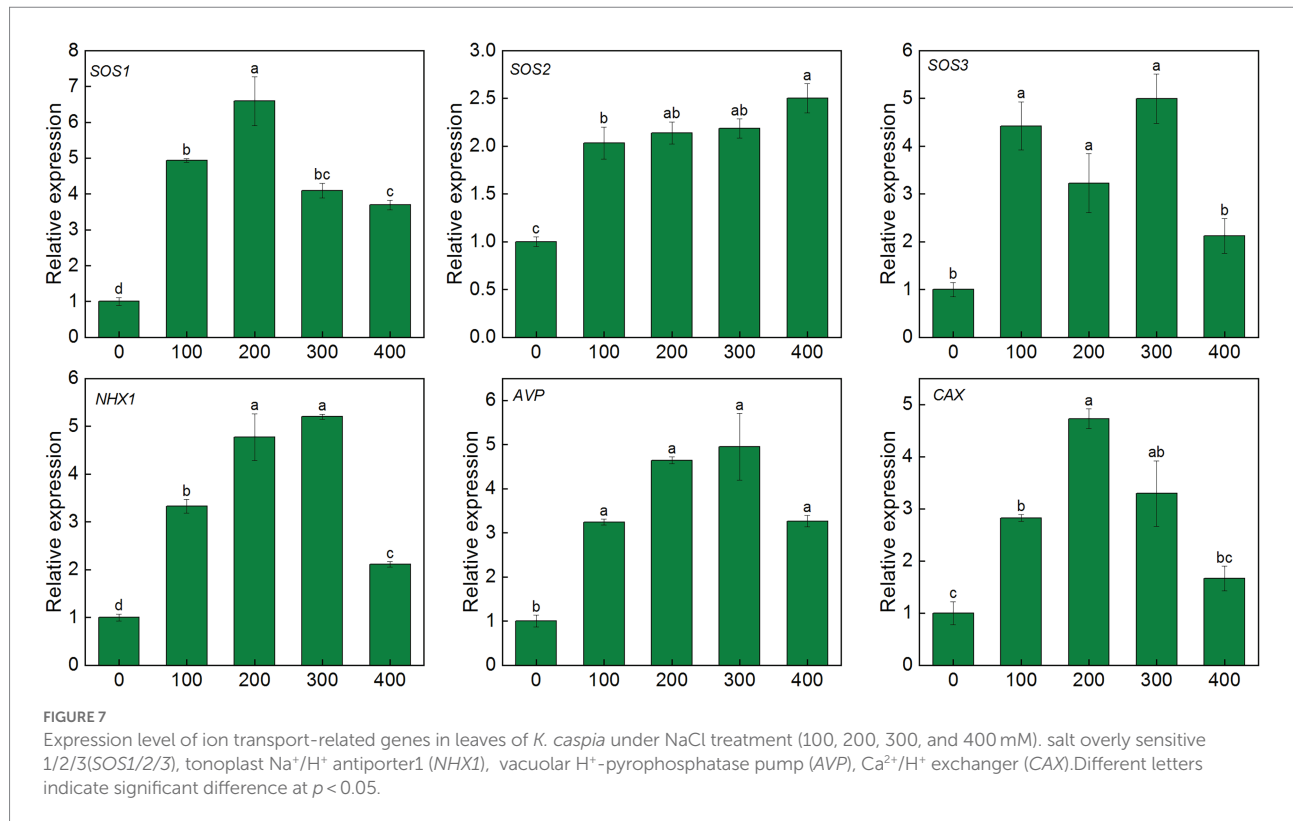 SOS1
Relative expression
8
7
6
5
4
3
2
1
0
d
b
a
bc
c
0 100 200 300 400
SOS2
Relative expression
3.0
2.5
2.0
1.5
1.0
0.5
0.0
c
b
ab
ab
a
0 100 200 300 400
SOS3
Relative expression
6
5
4
3
2
1
0
b
a
a
a
b
0 100 200 300 400
NHX1
Relative expression
6
5
4
3
2
1
0
d
b
a
a
c
0 100 200 300 400
AVP
Relative expression
6
5
4
3
2
1
0
b
a
a
a
a
0 100 200 300 400
CAX
Relative expression
5
4
3
2
1
0
c
b
a
ab
bc
0 100 200 300 400
FIGURE 7
Expression level of ion transport-related genes in leaves of K. caspia under NaCl treatment (100, 200, 300, and 400 mM). salt overly sensitive
1/2/3(SOS1/2/3), tonoplast Na⁺/H⁺ antiporter1 (NHX1), vacuolar H⁺-pyrophosphatase pump (AVP), Ca²⁺/H⁺ exchanger (CAX).Different letters
indicate significant difference at p < 0.05.